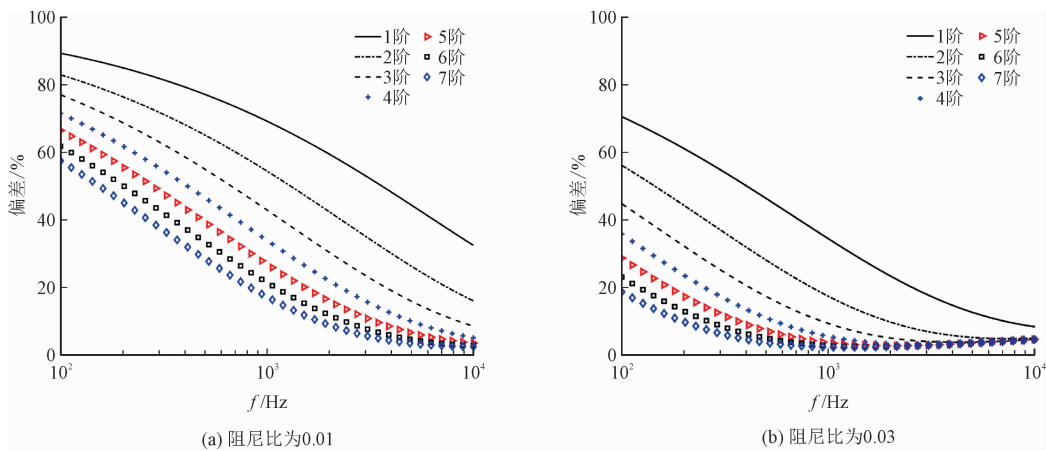 100
80
60
40
20
0
偏差/%
1阶 5阶
2阶 6阶
3阶 7阶
4阶
10² 10³ 10⁴
f/Hz
(a) 阻尼比为0.01
100
80
60
40
20
0
偏差/%
1阶 5阶
2阶 6阶
3阶 7阶
4阶
10² 10³ 10⁴
f/Hz
(b) 阻尼比为0.03